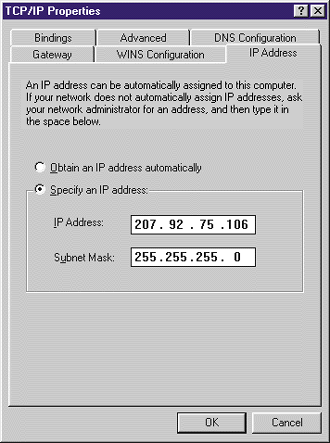 TCP/IP Properties
Bindings Advanced DNS Configuration
Gateway WINS Configuration IP Address
An IP address can be automatically assigned to this computer.
If your network does not automatically assign IP addresses, ask
your network administrator for an address, and then type it in
the space below.
Obtain an IP address automatically
Specify an IP address:
IP Address: 207. 92 . 75 .106
Subnet Mask: 255.255.255. 0
OK Cancel